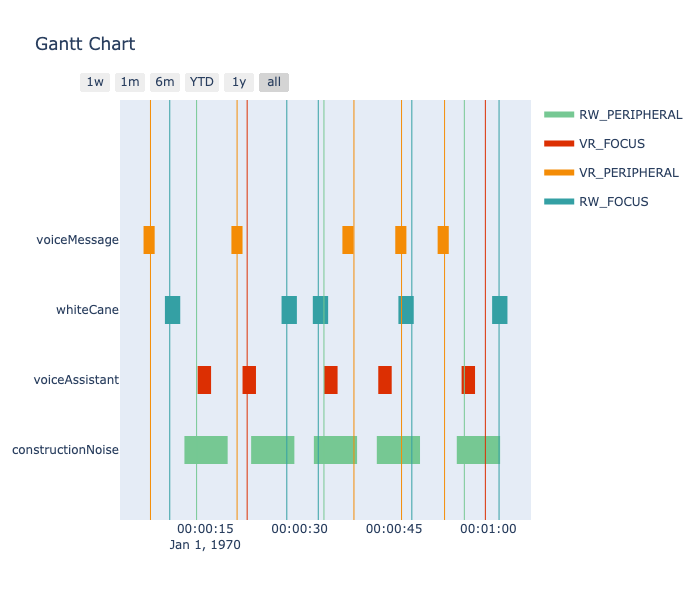 Gantt Chart
1w 1m 6m YTD 1y all
RW_PERIPHERAL
VR_FOCUS
VR_PERIPHERAL
RW_FOCUS
voiceMessage
whiteCane
voiceAssistant
constructionNoise
00:00:15 00:00:30 00:00:45 00:01:00
Jan 1, 1970